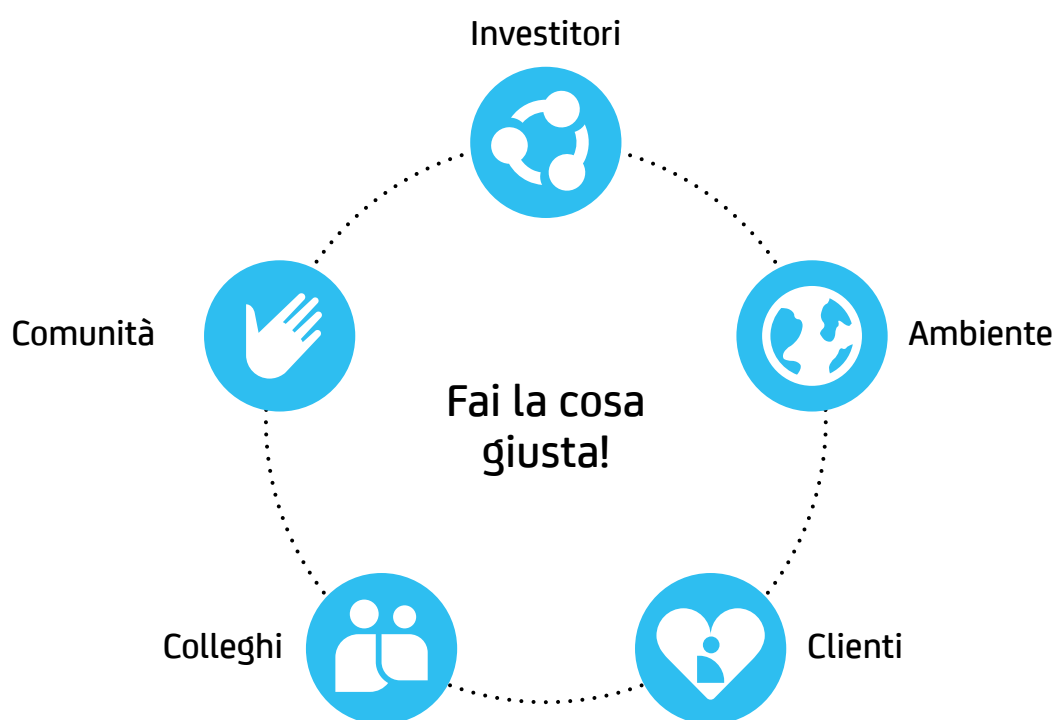 Investitori
Comunità
Ambiente
Fai la cosa
giusta!
Colleghi
Clienti